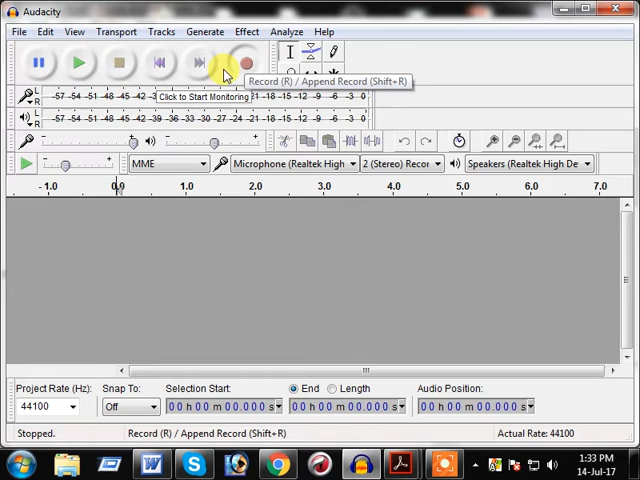 Audacity
File Edit View Transport Tracks Generate Effect Analyze Help
Record (R) / Append Record (Shift+R)
L
R
-57 -54 -51 -48 -45 -42 -3
Click to Start Monitoring
21 -18 -15 -12 -9 -6 -3 0
L
R
-57 -54 -51 -48 -45 -42 -39 -36 -33 -30 -27 -24 -21 -18 -15 -12 -9 -6 -3 0
MME
Microphone (Realtek High
2 (Stereo) Recor
Speakers (Realtek High De
- 1.0 0.0 1.0 2.0 3.0 4.0 5.0 6.0 7.0
Project Rate (Hz): Snap To: Selection Start: End Length Audio Position:
44100 Off 00 h 00 m 00.000 s 00 h 00 m 00.000 s 00 h 00 m 00.000 s
Stopped. Record (R) / Append Record (Shift+R) Actual Rate: 44100
1:33 PM
14-Jul-17